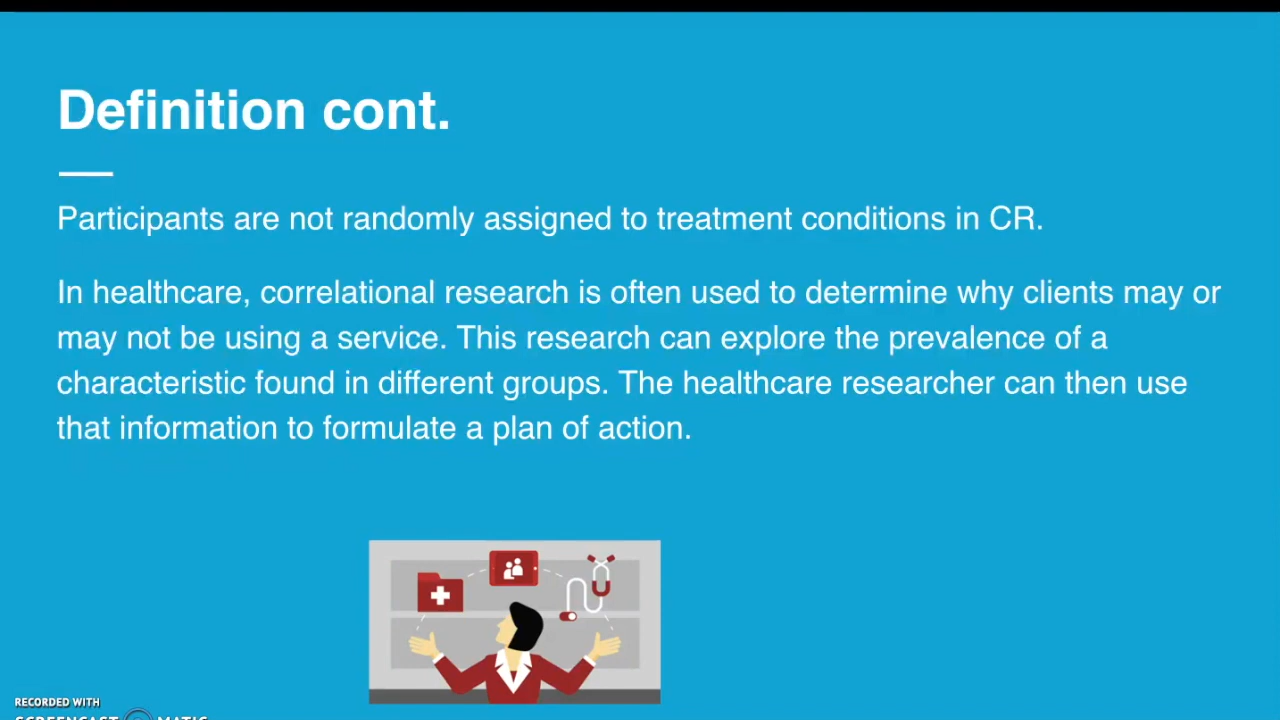 Definition cont.
Participants are not randomly assigned to treatment conditions in CR.
In healthcare, correlational research is often used to determine why clients may or
may not be using a service. This research can explore the prevalence of a
characteristic found in different groups. The healthcare researcher can then use
that information to formulate a plan of action.
RECORDED WITH
SCREENCAST MATIC